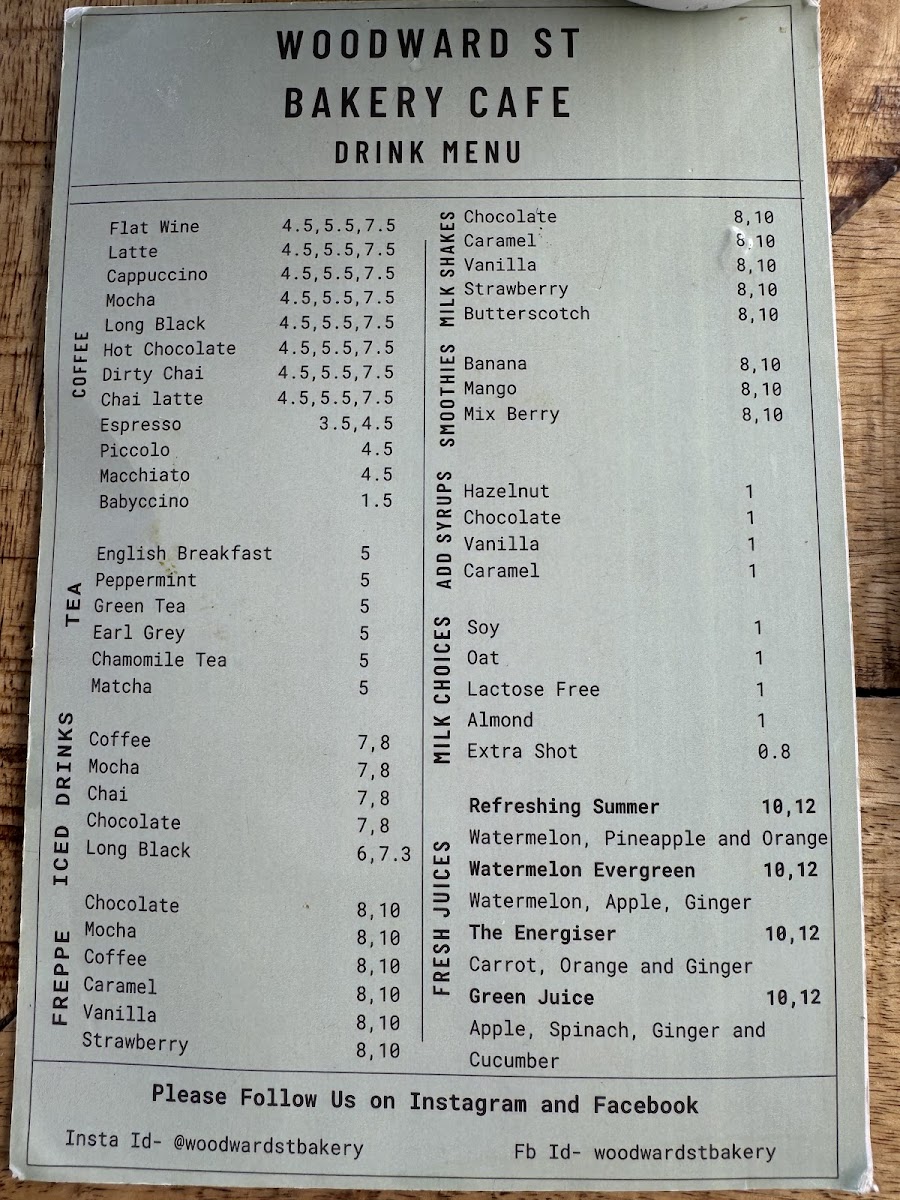 WOODWARD ST
BAKERY CAFE
DRINK MENU
COFFEE
Flat Wine 4.5,5.5,7.5
Latte 4.5,5.5,7.5
Cappuccino 4.5,5.5,7.5
Mocha 4.5,5.5,7.5
Long Black 4.5,5.5,7.5
Hot Chocolate 4.5,5.5,7.5
Dirty Chai 4.5,5.5,7.5
Chai latte 4.5,5.5,7.5
Espresso 3.5,4.5
Piccolo 4.5
Macchiato 4.5
Babyccino 1.5
TEA
English Breakfast 5
Peppermint 5
Green Tea 5
Earl Grey 5
Chamomile Tea 5
Matcha 5
ICED DRINKS
Coffee 7,8
Mocha 7,8
Chai 7,8
Chocolate 7,8
Long Black 6,7.3
FREPPE
Chocolate 8,10
Mocha 8,10
Coffee 8,10
Caramel 8,10
Vanilla 8,10
Strawberry 8,10
MILK SHAKES
Chocolate 8,10
Caramel 8,10
Vanilla 8,10
Strawberry 8,10
Butterscotch 8,10
SMOOTHIES
Banana 8,10
Mango 8,10
Mix Berry 8,10
ADD SYRUPS
Hazelnut 1
Chocolate 1
Vanilla 1
Caramel 1
MILK CHOICES
Soy 1
Oat 1
Lactose Free 1
Almond 1
Extra Shot 0.8
FRESH JUICES
Refreshing Summer 10,12
Watermelon, Pineapple and Orange
Watermelon Evergreen 10,12
Watermelon, Apple, Ginger
The Energiser 10,12
Carrot, Orange and Ginger
Green Juice 10,12
Apple, Spinach, Ginger and
Cucumber
Please Follow Us on Instagram and Facebook
Insta Id- @woodwardstbakery Fb Id- woodwardstbakery